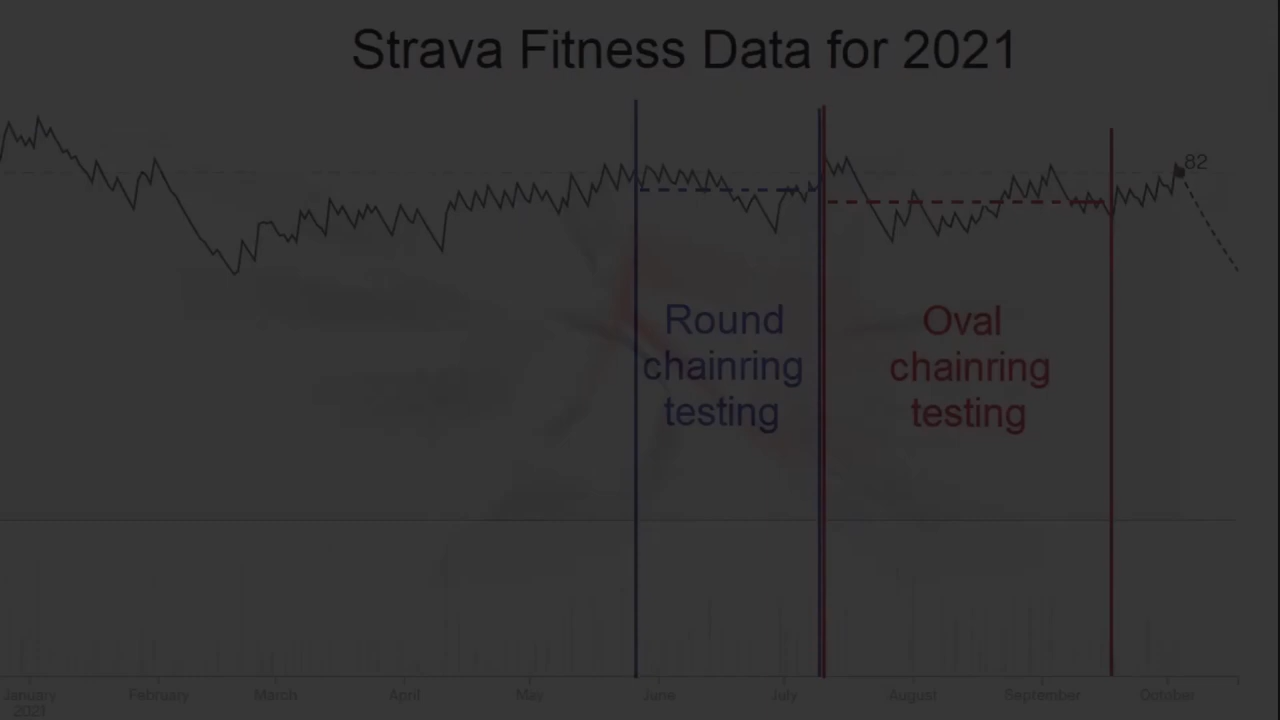 Strava Fitness Data for 2021
82
Round
chainring
testing
Oval
chainring
testing
January February March April May June July August September October
2021